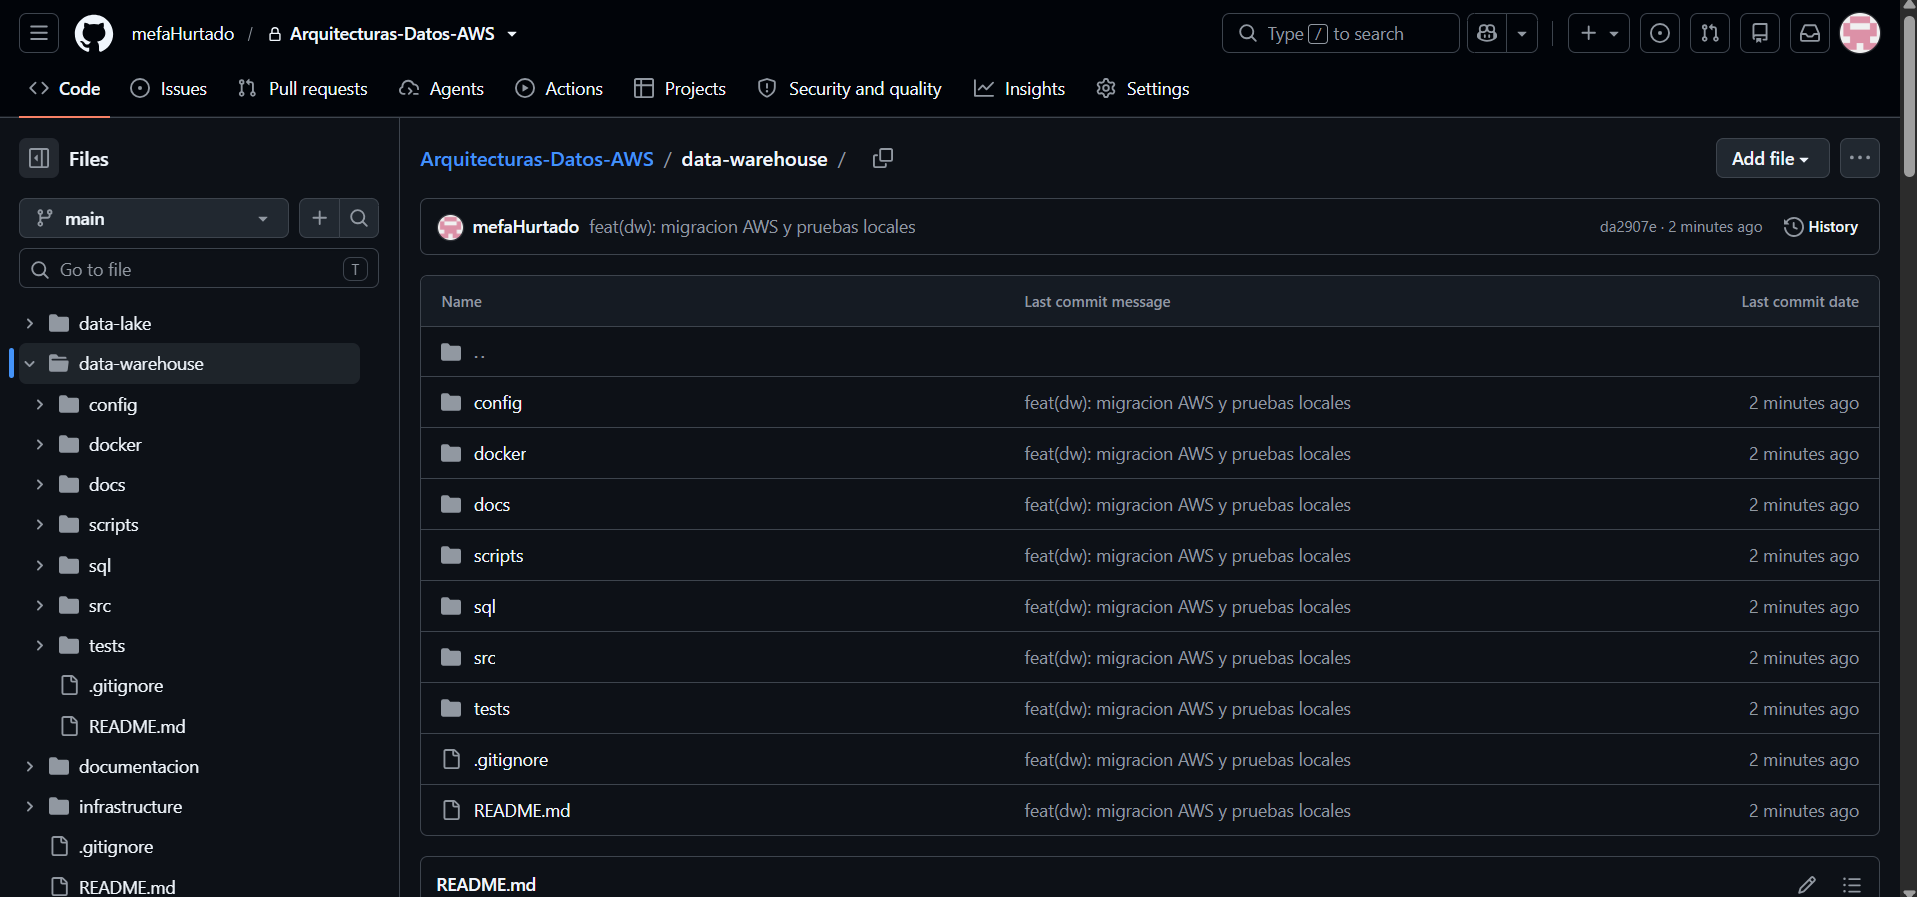 mefaHurtado / Arquitecturas-Datos-AWS
Type / to search
Code Issues Pull requests Agents Actions Projects Security and quality Insights Settings
Files
main
Go to file T
data-lake
data-warehouse
config
docker
docs
scripts
sql
src
tests
.gitignore
README.md
documentacion
infrastructure
.gitignore
README.md
Arquitecturas-Datos-AWS / data-warehouse /
Add file
mefaHurtado feat(dw): migracion AWS y pruebas locales da2907e · 2 minutes ago History
Name Last commit message Last commit date
..
config feat(dw): migracion AWS y pruebas locales 2 minutes ago
docker feat(dw): migracion AWS y pruebas locales 2 minutes ago
docs feat(dw): migracion AWS y pruebas locales 2 minutes ago
scripts feat(dw): migracion AWS y pruebas locales 2 minutes ago
sql feat(dw): migracion AWS y pruebas locales 2 minutes ago
src feat(dw): migracion AWS y pruebas locales 2 minutes ago
tests feat(dw): migracion AWS y pruebas locales 2 minutes ago
.gitignore feat(dw): migracion AWS y pruebas locales 2 minutes ago
README.md feat(dw): migracion AWS y pruebas locales 2 minutes ago
README.md